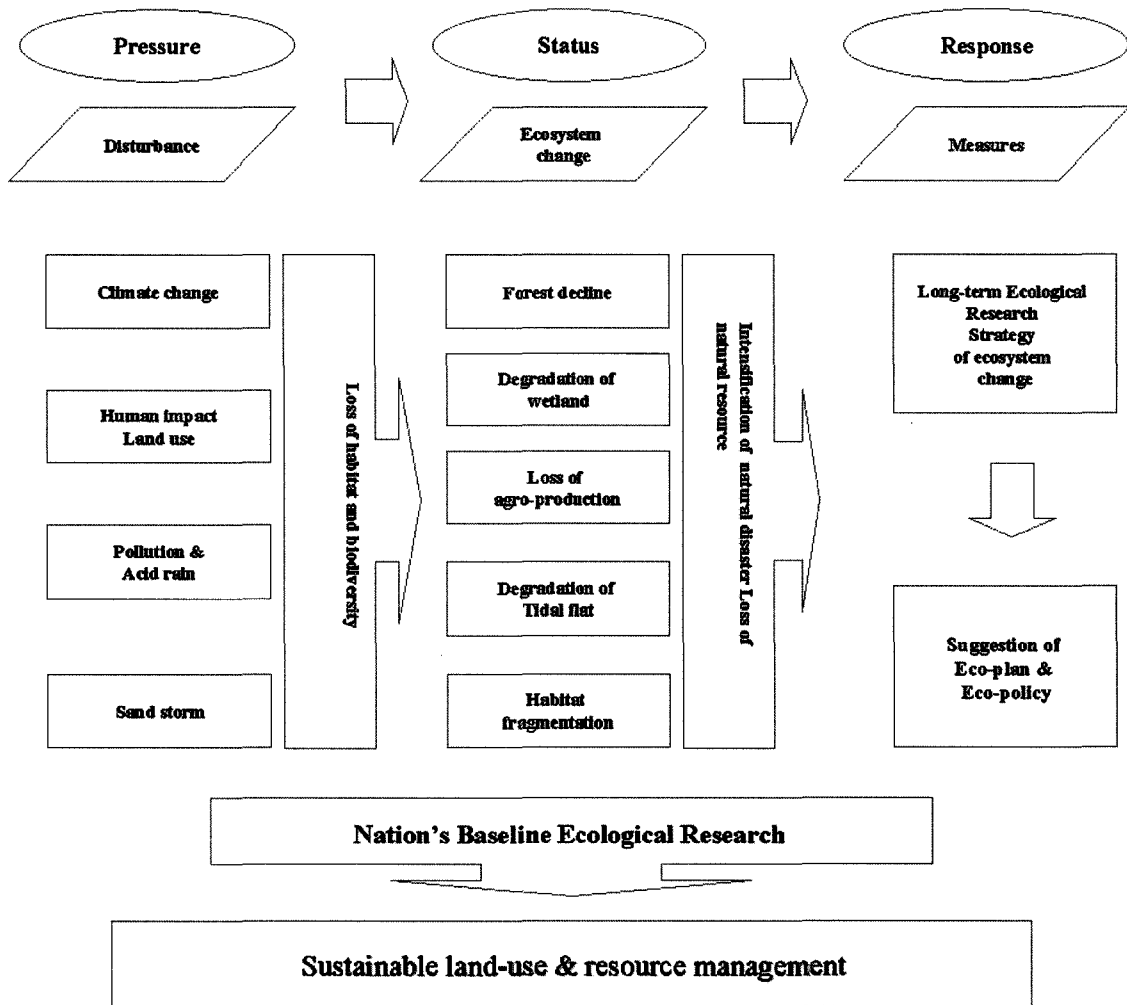 Pressure
Status
Response
Disturbance
Ecosystem
change
Measures
Climate change
Human impact
Land use
Pollution &
Acid rain
Sand storm
Loss of habitat and biodiversity
Forest decline
Degradation of
wetland
Loss of
agro-production
Degradation of
Tidal flat
Habitat
fragmentation
Intensification of natural disaster Loss of
natural resource
Long-term Ecological
Research
Strategy
of ecosystem
change
Suggestion of
Eco-plan &
Eco-policy
Nation's Baseline Ecological Research
Sustainable land-use & resource management